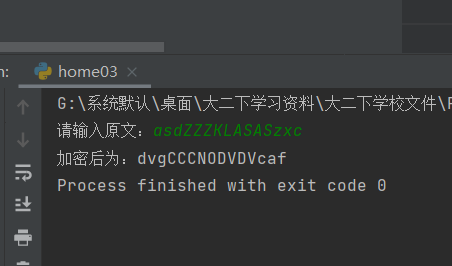 n: home03
G:\系统默认\桌面\大二下学习资料\大二下学校文件\
请输入原文：asdZZZKLASASzxc
加密后为：dvgCCCNODVDVcaf
Process finished with exit code 0